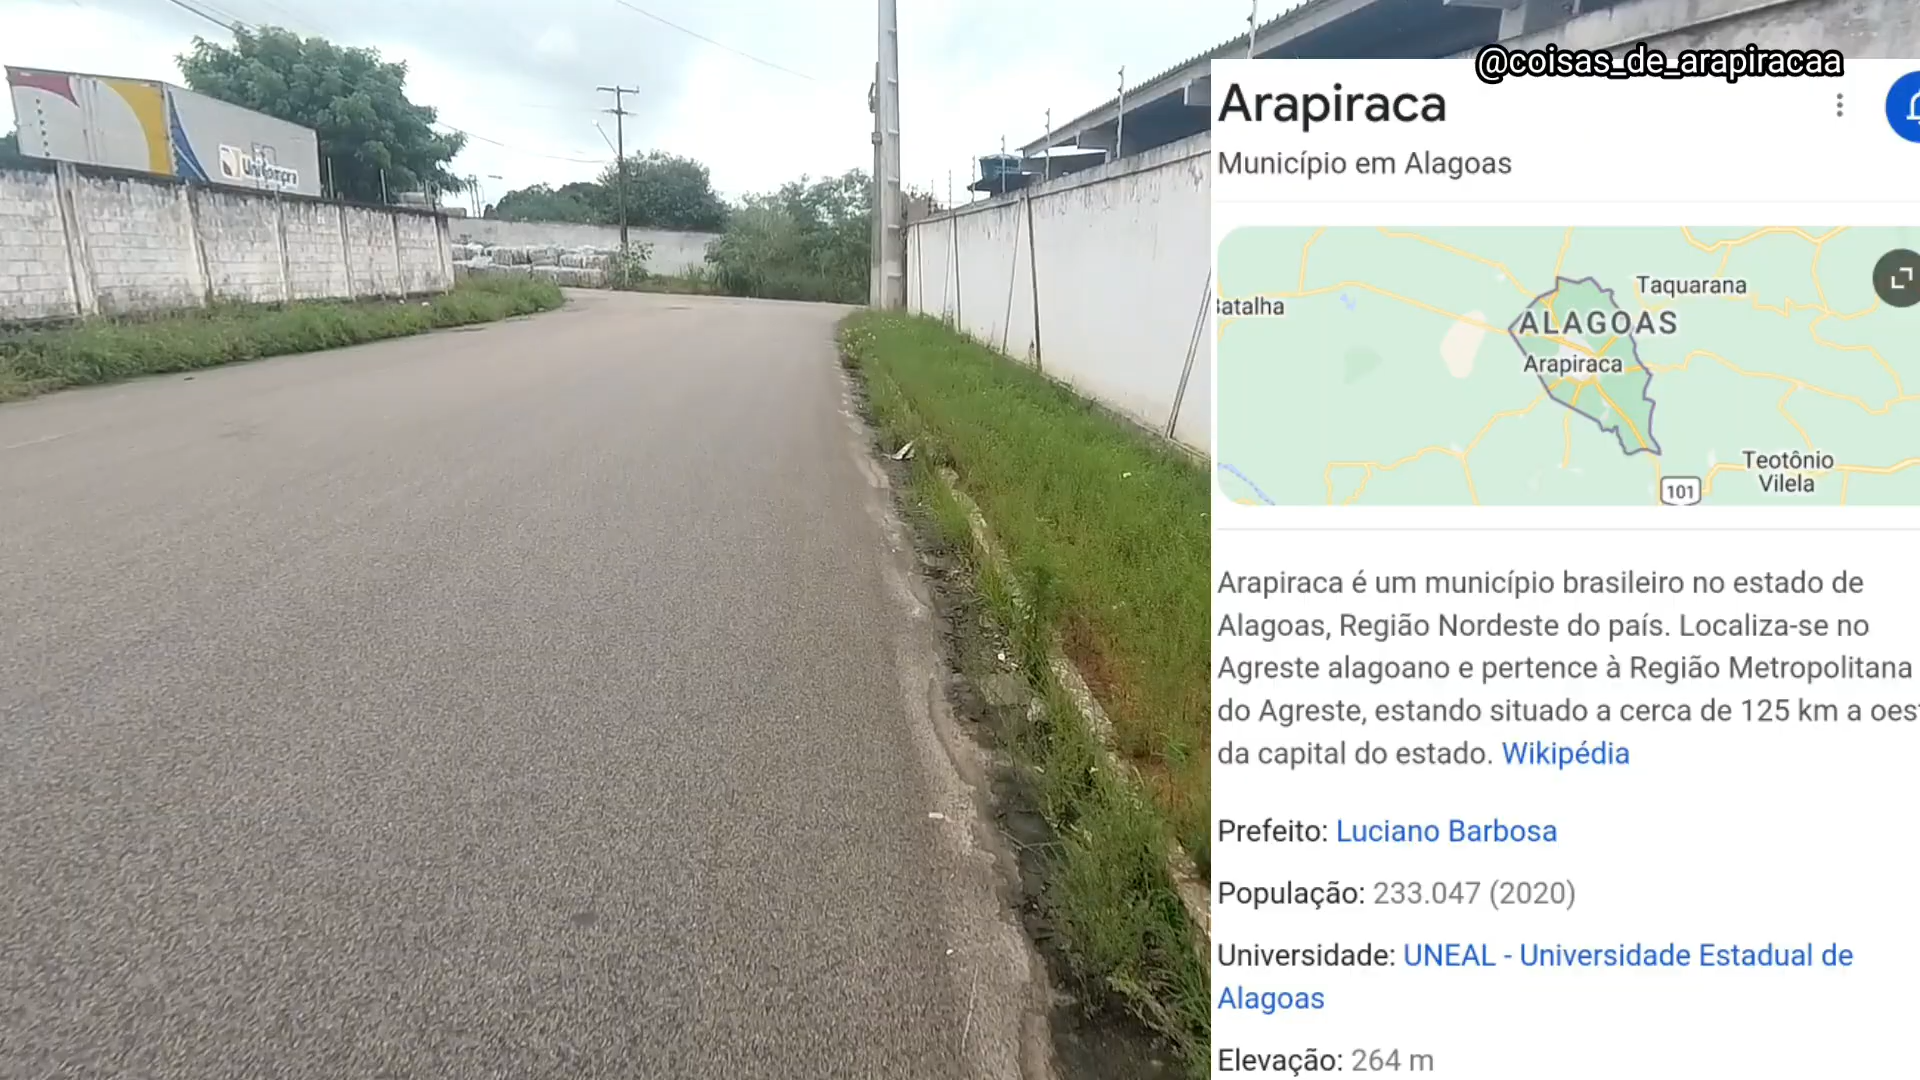 @coisas_de_arapiracaa
UniCompra
Arapiraca
Município em Alagoas
Batalha
Taquarana
ALAGOAS
Arapiraca
Teotônio
Vilela
101
Arapiraca é um município brasileiro no estado de
Alagoas, Região Nordeste do país. Localiza-se no
Agreste alagoano e pertence à Região Metropolitana
do Agreste, estando situado a cerca de 125 km a oes
da capital do estado. Wikipédia
Prefeito: Luciano Barbosa
População: 233.047 (2020)
Universidade: UNEAL - Universidade Estadual de
Alagoas
Elevação: 264 m